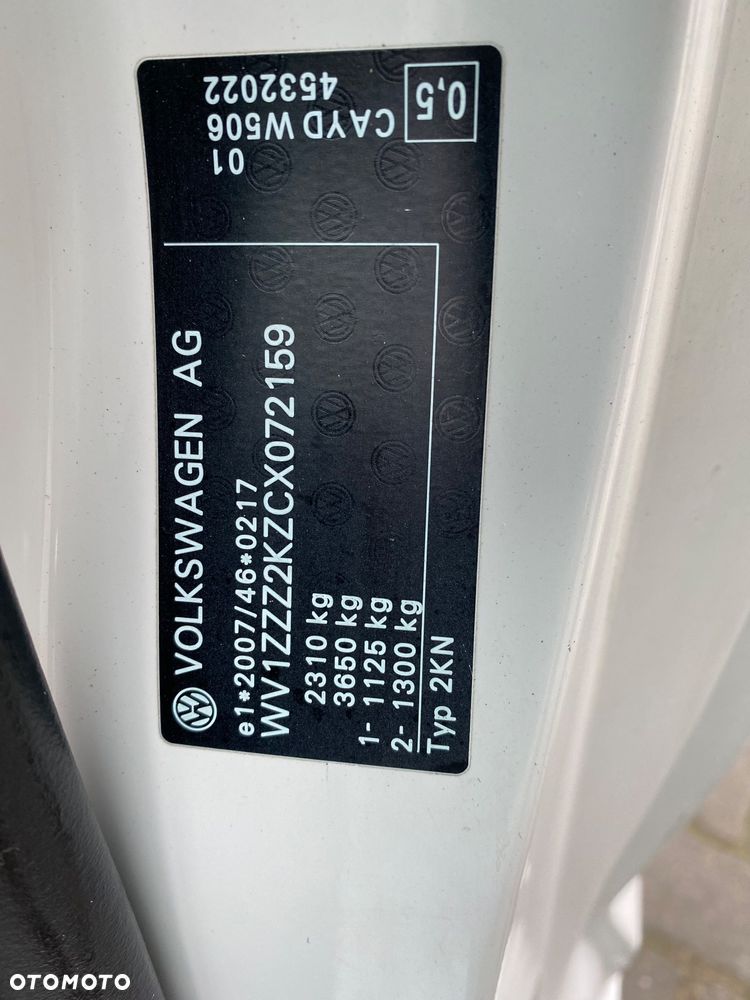 VOLKSWAGEN AG
e1*2007/46*0217
WV1ZZZ2KZCX072159
2310 kg
3650 kg
1- 1125 kg
2- 1300 kg
Typ 2KN
0,5
CAYD W506
4532022
01
OTOMOTO